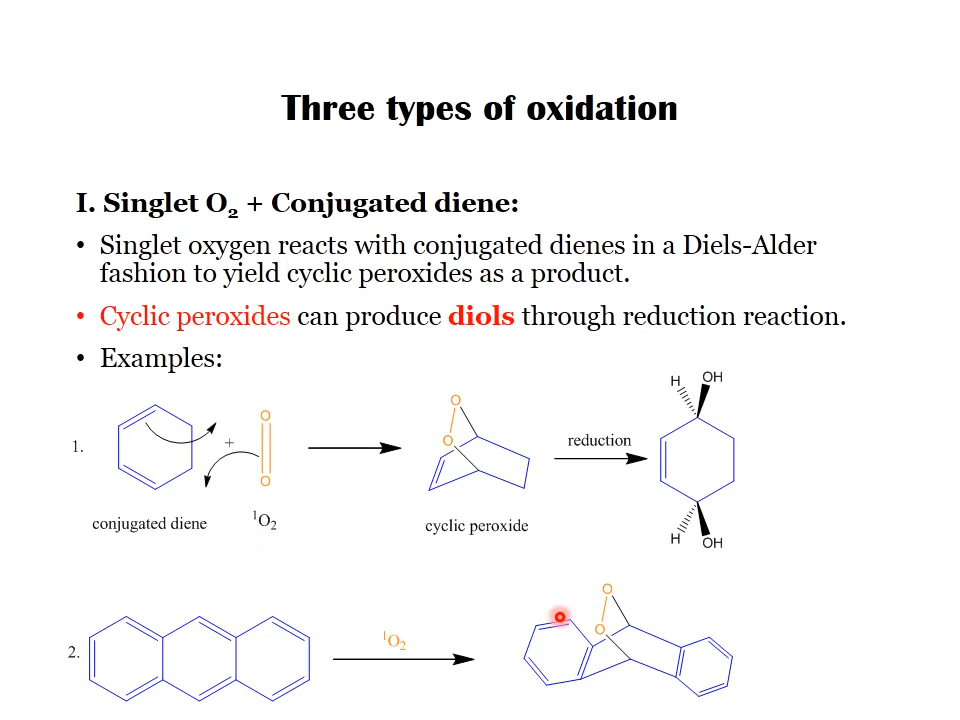 Three types of oxidation
I. Singlet O₂ + Conjugated diene:
• Singlet oxygen reacts with conjugated dienes in a Diels-Alder
fashion to yield cyclic peroxides as a product.
• Cyclic peroxides can produce diols through reduction reaction.
• Examples:
1.
+
O
O
O
O
reduction
H
OH
H
OH
conjugated diene
¹O₂
cyclic peroxide
2.
¹O₂
O
O